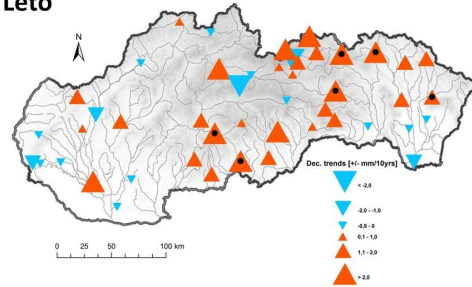 Leto
N
Dec. trends [+/- mm/10yrs]
< -2,0
-2,0 - -1,0
-0,9 - 0
0,1 - 1,0
1,1 - 2,0
> 2,0
0 25 50 100 km